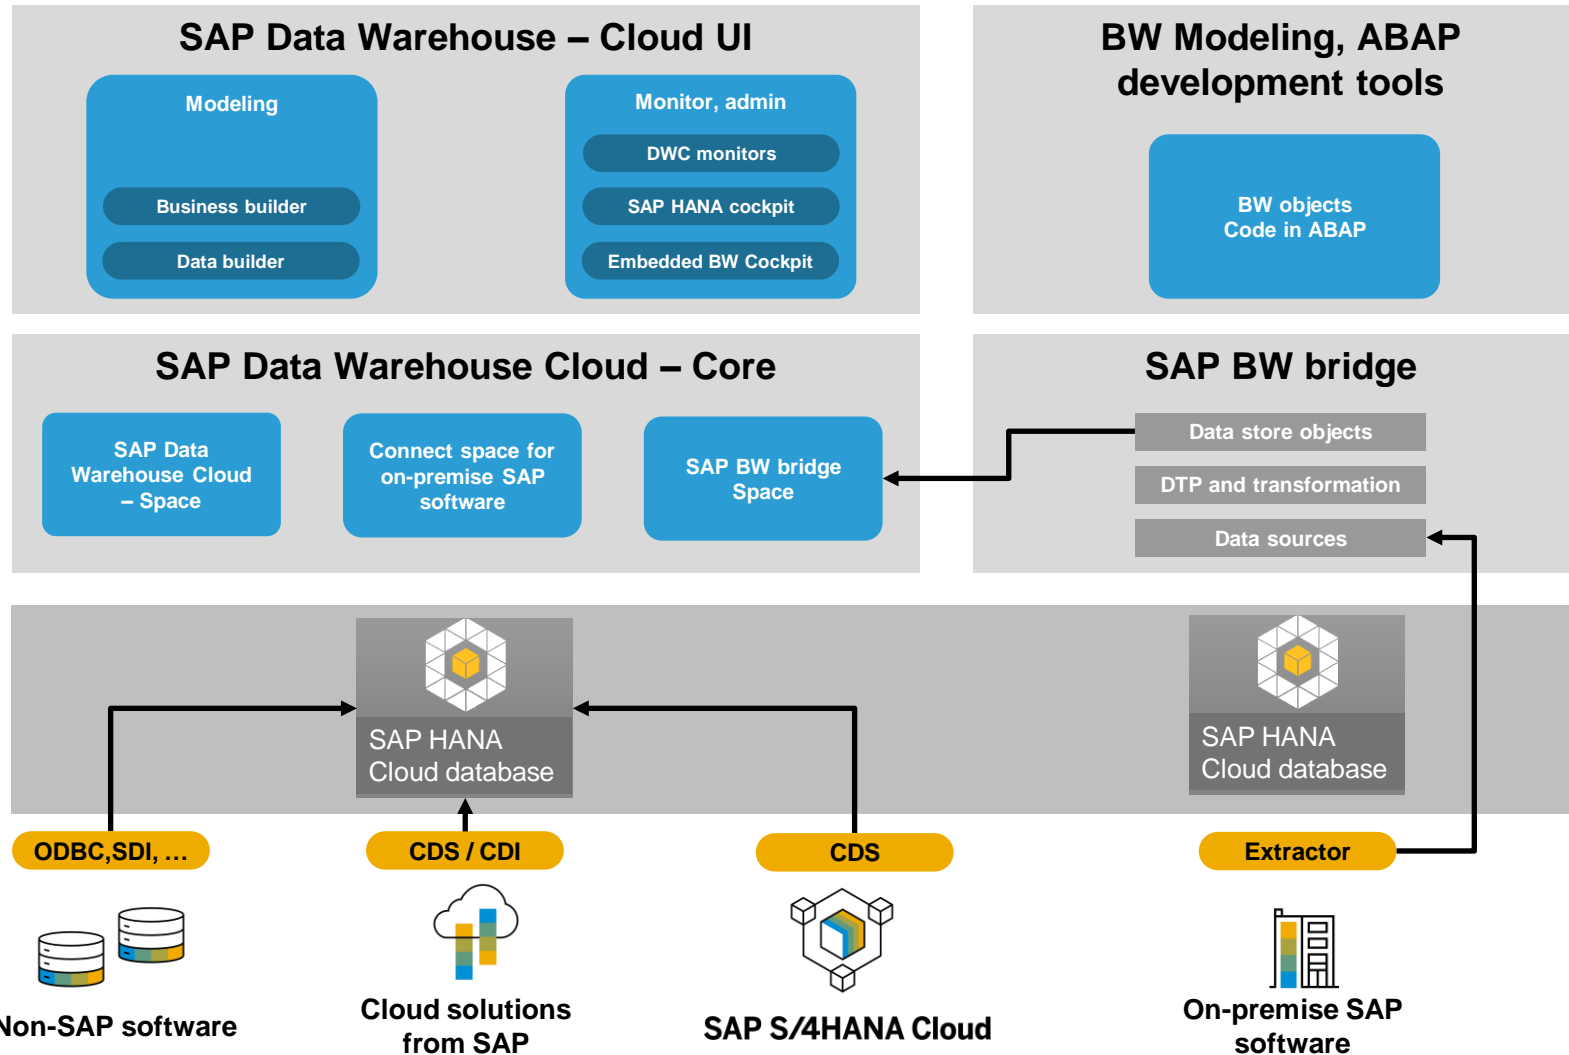 SAP Data Warehouse – Cloud UI
Modeling
Business builder
Data builder
Monitor, admin
DWC monitors
SAP HANA cockpit
Embedded BW Cockpit
BW Modeling, ABAP
development tools
BW objects
Code in ABAP
SAP Data Warehouse Cloud – Core
SAP Data
Warehouse Cloud
– Space
Connect space for
on-premise SAP
software
SAP BW bridge
Space
SAP BW bridge
Data store objects
DTP and transformation
Data sources
SAP HANA
Cloud database
SAP HANA
Cloud database
ODBC,SDI, …
CDS / CDI
CDS
Extractor
Non-SAP software
Cloud solutions
from SAP
SAP S/4HANA Cloud
On-premise SAP
software